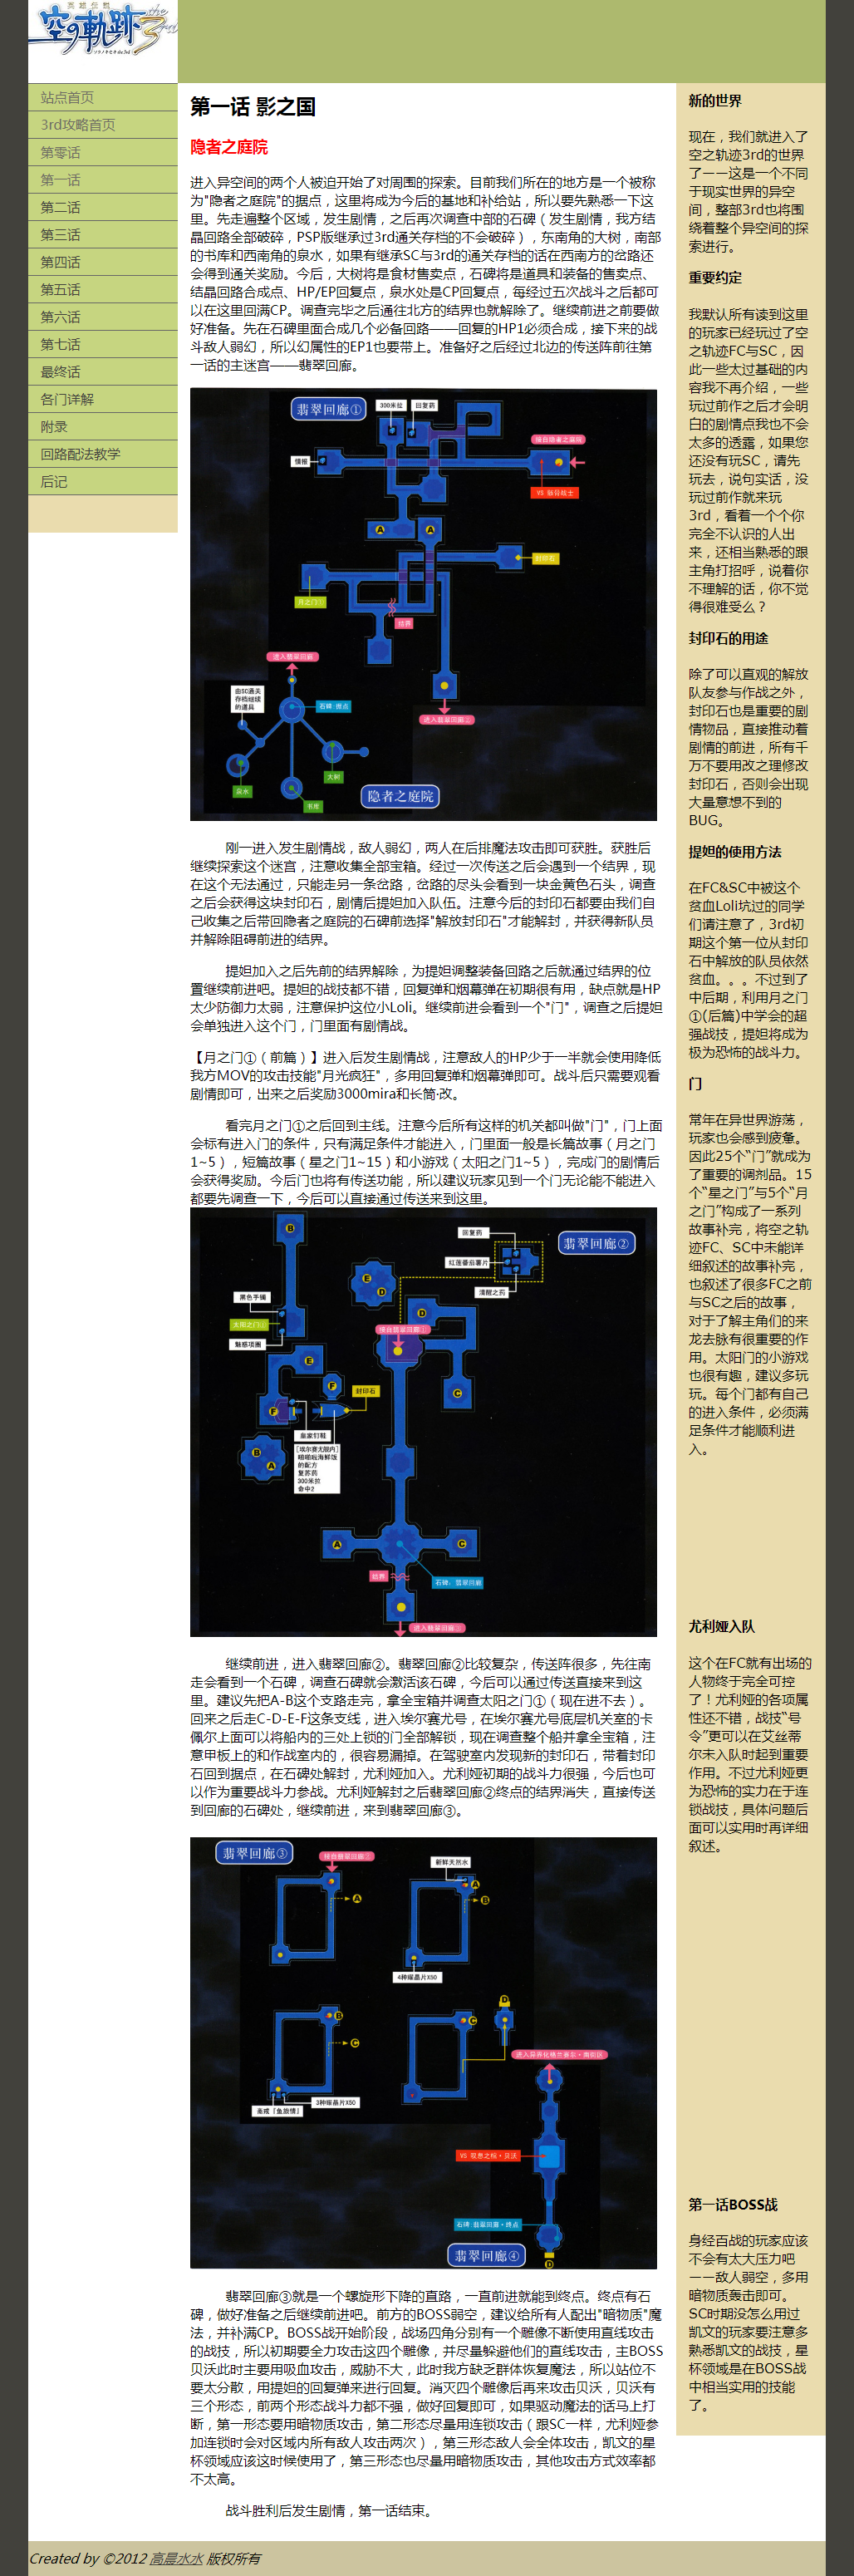 英雄伝説
空の軌跡 the 3rd
站点首页
3rd攻略首页
第零话
第一话
第二话
第三话
第四话
第五话
第六话
第七话
最终话
各门详解
附录
回路配法教学
后记
第一话 影之国
隐者之庭院
进入异空间的两个人被迫开始了对周围的探索。目前我们所在的地方是一个被称
为"隐者之庭院"的据点，这里将成为今后的基地和补给站，所以要先熟悉一下这
里。先走遍整个区域，发生剧情，之后再次调查中部的石碑（发生剧情，我方结
晶回路全部破碎，PSP版继承过3rd通关存档的不会破碎），东南角的大树，南部
的书库和西南角的泉水，如果有继承SC与3rd的通关存档的话在西南方的岔路还
会得到通关奖励。今后，大树将是食材售卖点，石碑将是道具和装备的售卖点、
结晶回路合成点、HP/EP回复点，泉水处是CP回复点，每经过五次战斗之后都可
以在这里回满CP。调查完毕之后通往北方的结界也就解除了。继续前进之前要做
好准备。先在石碑里面合成几个必备回路——回复的HP1必须合成，接下来的战
斗敌人弱幻，所以幻属性的EP1也要带上。准备好之后经过北边的传送阵前往第
一话的主迷宫——翡翠回廊。
翡翠回廊①
300米拉
回复药
接自隐者之庭院
情报
VS 骷髅战士
A
A
封印石
月之门①
结界
进入翡翠回廊
由SC通关
存档继续
的道具
石碑:据点
进入翡翠回廊②
大树
泉水
书库
隐者之庭院
刚一进入发生剧情战，敌人弱幻，两人在后排魔法攻击即可获胜。获胜后
继续探索这个迷宫，注意收集全部宝箱。经过一次传送之后会遇到一个结界，现
在这个无法通过，只能走另一条岔路，岔路的尽头会看到一块金黄色石头，调查
之后会获得这块封印石，剧情后提妲加入队伍。注意今后的封印石都要由我们自
己收集之后带回隐者之庭院的石碑前选择"解放封印石"才能解封，并获得新队员
并解除阻碍前进的结界。
提妲加入之后先前的结界解除，为提妲调整装备回路之后就通过结界的位
置继续前进吧。提妲的战技都不错，回复弹和烟幕弹在初期很有用，缺点就是HP
太少防御力太弱，注意保护这位小Loli。继续前进会看到一个"门"，调查之后提妲
会单独进入这个门，门里面有剧情战。
【月之门①（前篇）】进入后发生剧情战，注意敌人的HP少于一半就会使用降低
我方MOV的攻击技能"月光疯狂"，多用回复弹和烟幕弹即可。战斗后只需要观看
剧情即可，出来之后奖励3000mira和长筒·改。
看完月之门①之后回到主线。注意今后所有这样的机关都叫做"门"，门上面
会标有进入门的条件，只有满足条件才能进入，门里面一般是长篇故事（月之门
1~5），短篇故事（星之门1~15）和小游戏（太阳之门1~5），完成门的剧情后
会获得奖励。今后门也将有传送功能，所以建议玩家见到一个门无论能不能进入
都要先调查一下，今后可以直接通过传送来到这里。
B
回复药
翡翠回廊②
红莲番茄薯片
清醒之药
黑色手镯
太阳之门①
魅惑项圈
接自翡翠回廊①
E
D
D
E
F
封印石
C
F
皇家钉鞋
[埃尔赛尤舰内]
的配方
复苏药
300米拉
命中2
B
A
A
C
结界
石碑：翡翠回廊
进入翡翠回廊③
继续前进，进入翡翠回廊②。翡翠回廊②比较复杂，传送阵很多，先往南
走会看到一个石碑，调查石碑就会激活该石碑，今后可以通过传送直接来到这
里。建议先把A-B这个支路走完，拿全宝箱并调查太阳之门①（现在进不去）。
回来之后走C-D-E-F这条支线，进入埃尔赛尤号，在埃尔赛尤号底层机关室的卡
佩尔上面可以将船内的三处上锁的门全部解锁，现在调查整个船并拿全宝箱，注
意甲板上的和作战室内的，很容易漏掉。在驾驶室内发现新的封印石，带着封印
石回到据点，在石碑处解封，尤利娅加入。尤利娅初期的战斗力很强，今后也可
以作为重要战斗力参战。尤利娅解封之后翡翠回廊②终点的结界消失，直接传送
到回廊的石碑处，继续前进，来到翡翠回廊③。
翡翠回廊③
接自翡翠回廊②
新鲜天然水
A
A
B
4种耀晶片X50
B
C
C
D
进入异界化格兰赛尔·南街区
3种耀晶片X50
VS 叹息之棺·贝沃
石碑：翡翠回廊·终点
翡翠回廊④
D
翡翠回廊③就是一个螺旋形下降的直路，一直前进就能到终点。终点有石
碑，做好准备之后继续前进吧。前方的BOSS弱空，建议给所有人配出"暗物质"魔
法，并补满CP。BOSS战开始阶段，战场四角分别有一个雕像不断使用直线攻击
的战技，所以初期要全力攻击这四个雕像，并尽量躲避他们的直线攻击，主BOSS
贝沃此时主要用吸血攻击，威胁不大，此时我方缺乏群体恢复魔法，所以站位不
要太分散，用提妲的回复弹来进行回复。消灭四个雕像后再来攻击贝沃，贝沃有
三个形态，前两个形态战斗力都不强，做好回复即可，如果驱动魔法的话马上打
断，第一形态要用暗物质攻击，第二形态尽量用连锁攻击（跟SC一样，尤利娅参
加连锁时会对区域内所有敌人攻击两次），第三形态敌人会全体攻击，凯文的星
杯领域应该这时候使用了，第三形态也尽量用暗物质攻击，其他攻击方式效率都
不太高。
战斗胜利后发生剧情，第一话结束。
新的世界
现在，我们就进入了
空之轨迹3rd的世界
了——这是一个不同
于现实世界的异空
间，整部3rd也将围
绕着整个异空间的探
索进行。
重要约定
我默认所有读到这里
的玩家已经玩过了空
之轨迹FC与SC，因
此一些太过基础的内
容我不再介绍，一些
玩过前作之后才会明
白的剧情点我也不会
太多的透露，如果您
还没有玩SC，请先
玩去，说句实话，没
玩过前作就来玩
3rd，看着一个个你
完全不认识的人出
来，还相当熟悉的跟
主角打招呼，说着你
不理解的话，你不觉
得很难受么？
封印石的用途
除了可以直观的解放
队友参与作战之外，
封印石也是重要的剧
情物品，直接推动着
剧情的前进，所有千
万不要用改之理修改
封印石，否则会出现
大量意想不到的
BUG。
提妲的使用方法
在FC&SC中被这个
贫血Loli坑过的同学
们请注意了，3rd初
期这个第一位从封印
石中解放的队员依然
贫血。。。不过到了
中后期，利用月之门
①(后篇)中学会的超
强战技，提妲将成为
极为恐怖的战斗力。
门
常年在异世界游荡，
玩家也会感到疲惫。
因此25个"门"就成为
了重要的调剂品。15
个"星之门"与5个"月
之门"构成了一系列
故事补完，将空之轨
迹FC、SC中未能详
细叙述的故事补完，
也叙述了很多FC之前
与SC之后的故事，
对于了解主角们的来
龙去脉有很重要的作
用。太阳门的小游戏
也很有趣，建议多玩
玩。每个门都有自己
的进入条件，必须满
足条件才能顺利进
入。
尤利娅入队
这个在FC就有出场的
人物终于完全可控
了！尤利娅的各项属
性还不错，战技"号
令"更可以在艾丝蒂
尔未入队时起到重要
作用。不过尤利娅更
为恐怖的实力在于连
锁战技，具体问题后
面可以实用时再详细
叙述。
第一话BOSS战
身经百战的玩家应该
不会有太大压力吧
——敌人弱空，多用
暗物质轰击即可。
SC时期没怎么用过
凯文的玩家要注意多
熟悉凯文的战技，星
杯领域是在BOSS战
中相当实用的技能
了。
Created by ©2012 高晨水水 版权所有